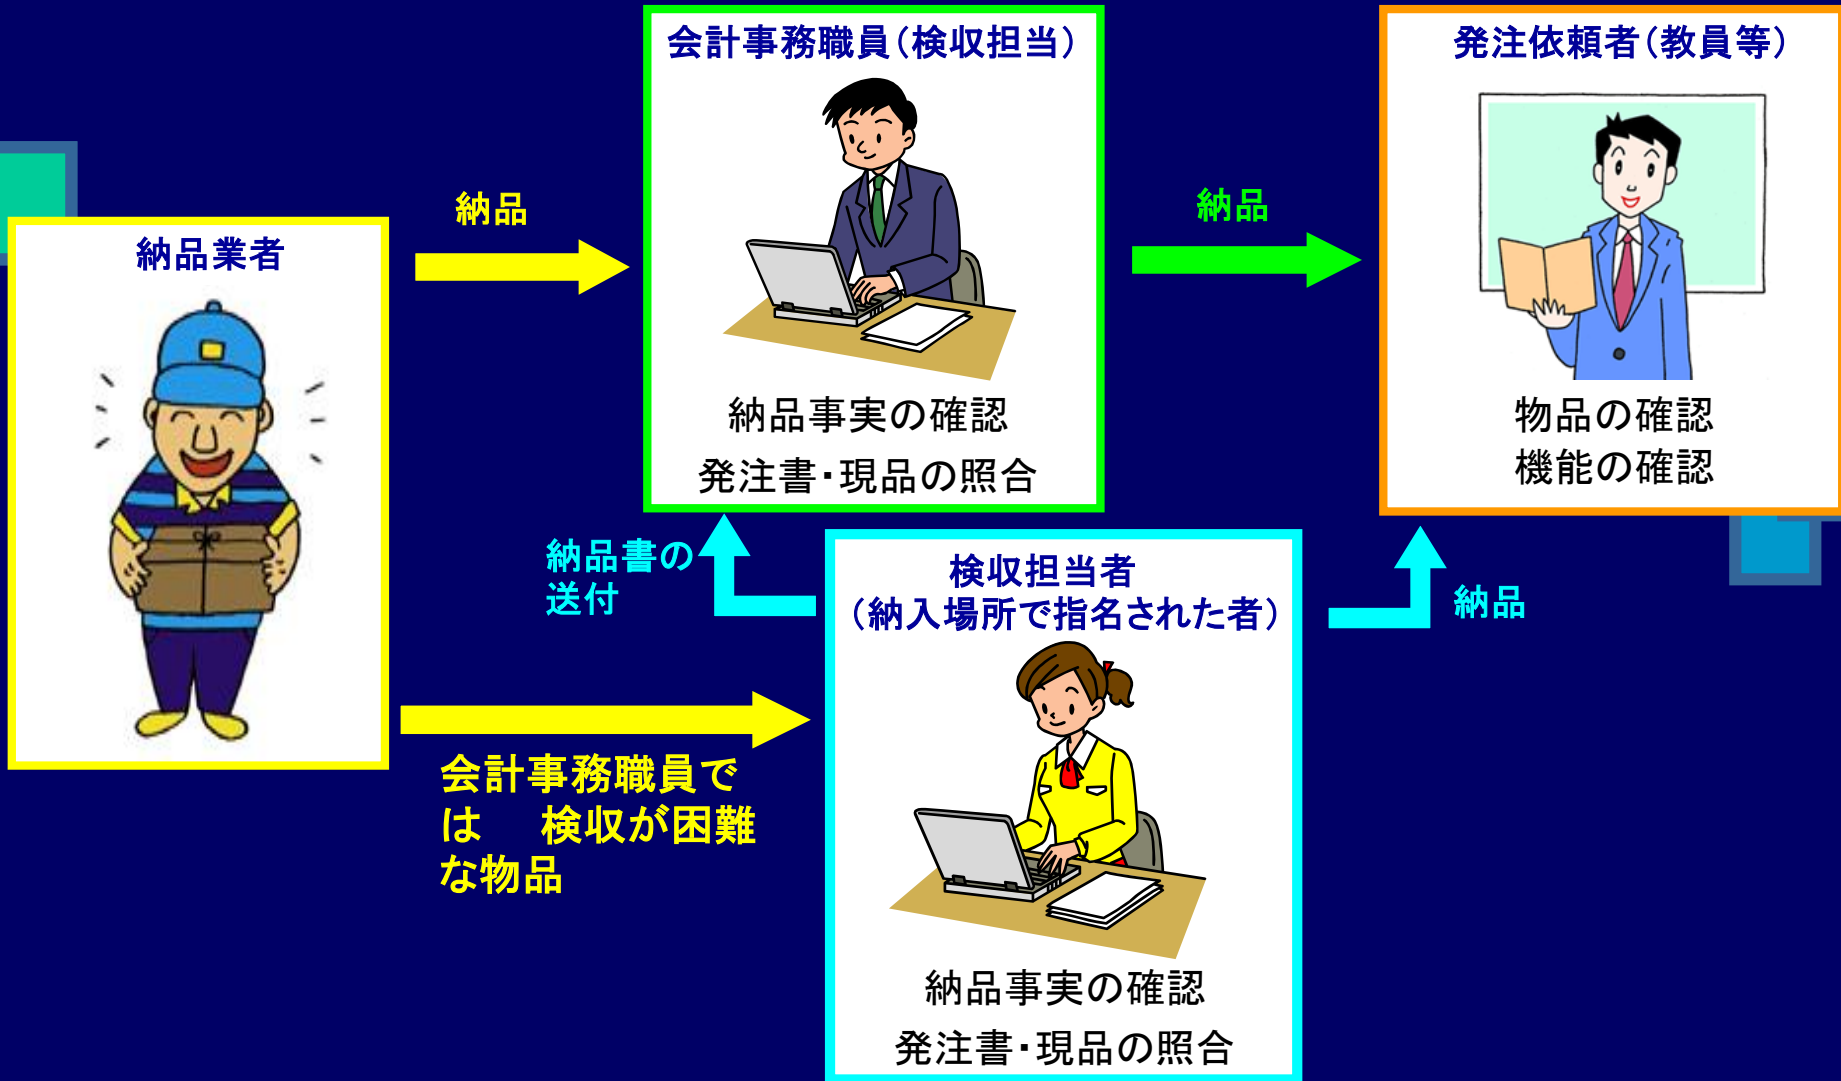 会計事務職員(検収担当)
納品事実の確認
発注書・現品の照合
発注依頼者(教員等)
物品の確認
機能の確認
納品
納品
納品業者
納品書の
送付
検収担当者
(納入場所で指名された者)
納品事実の確認
発注書・現品の照合
納品
会計事務職員で
は　検収が困難
な物品